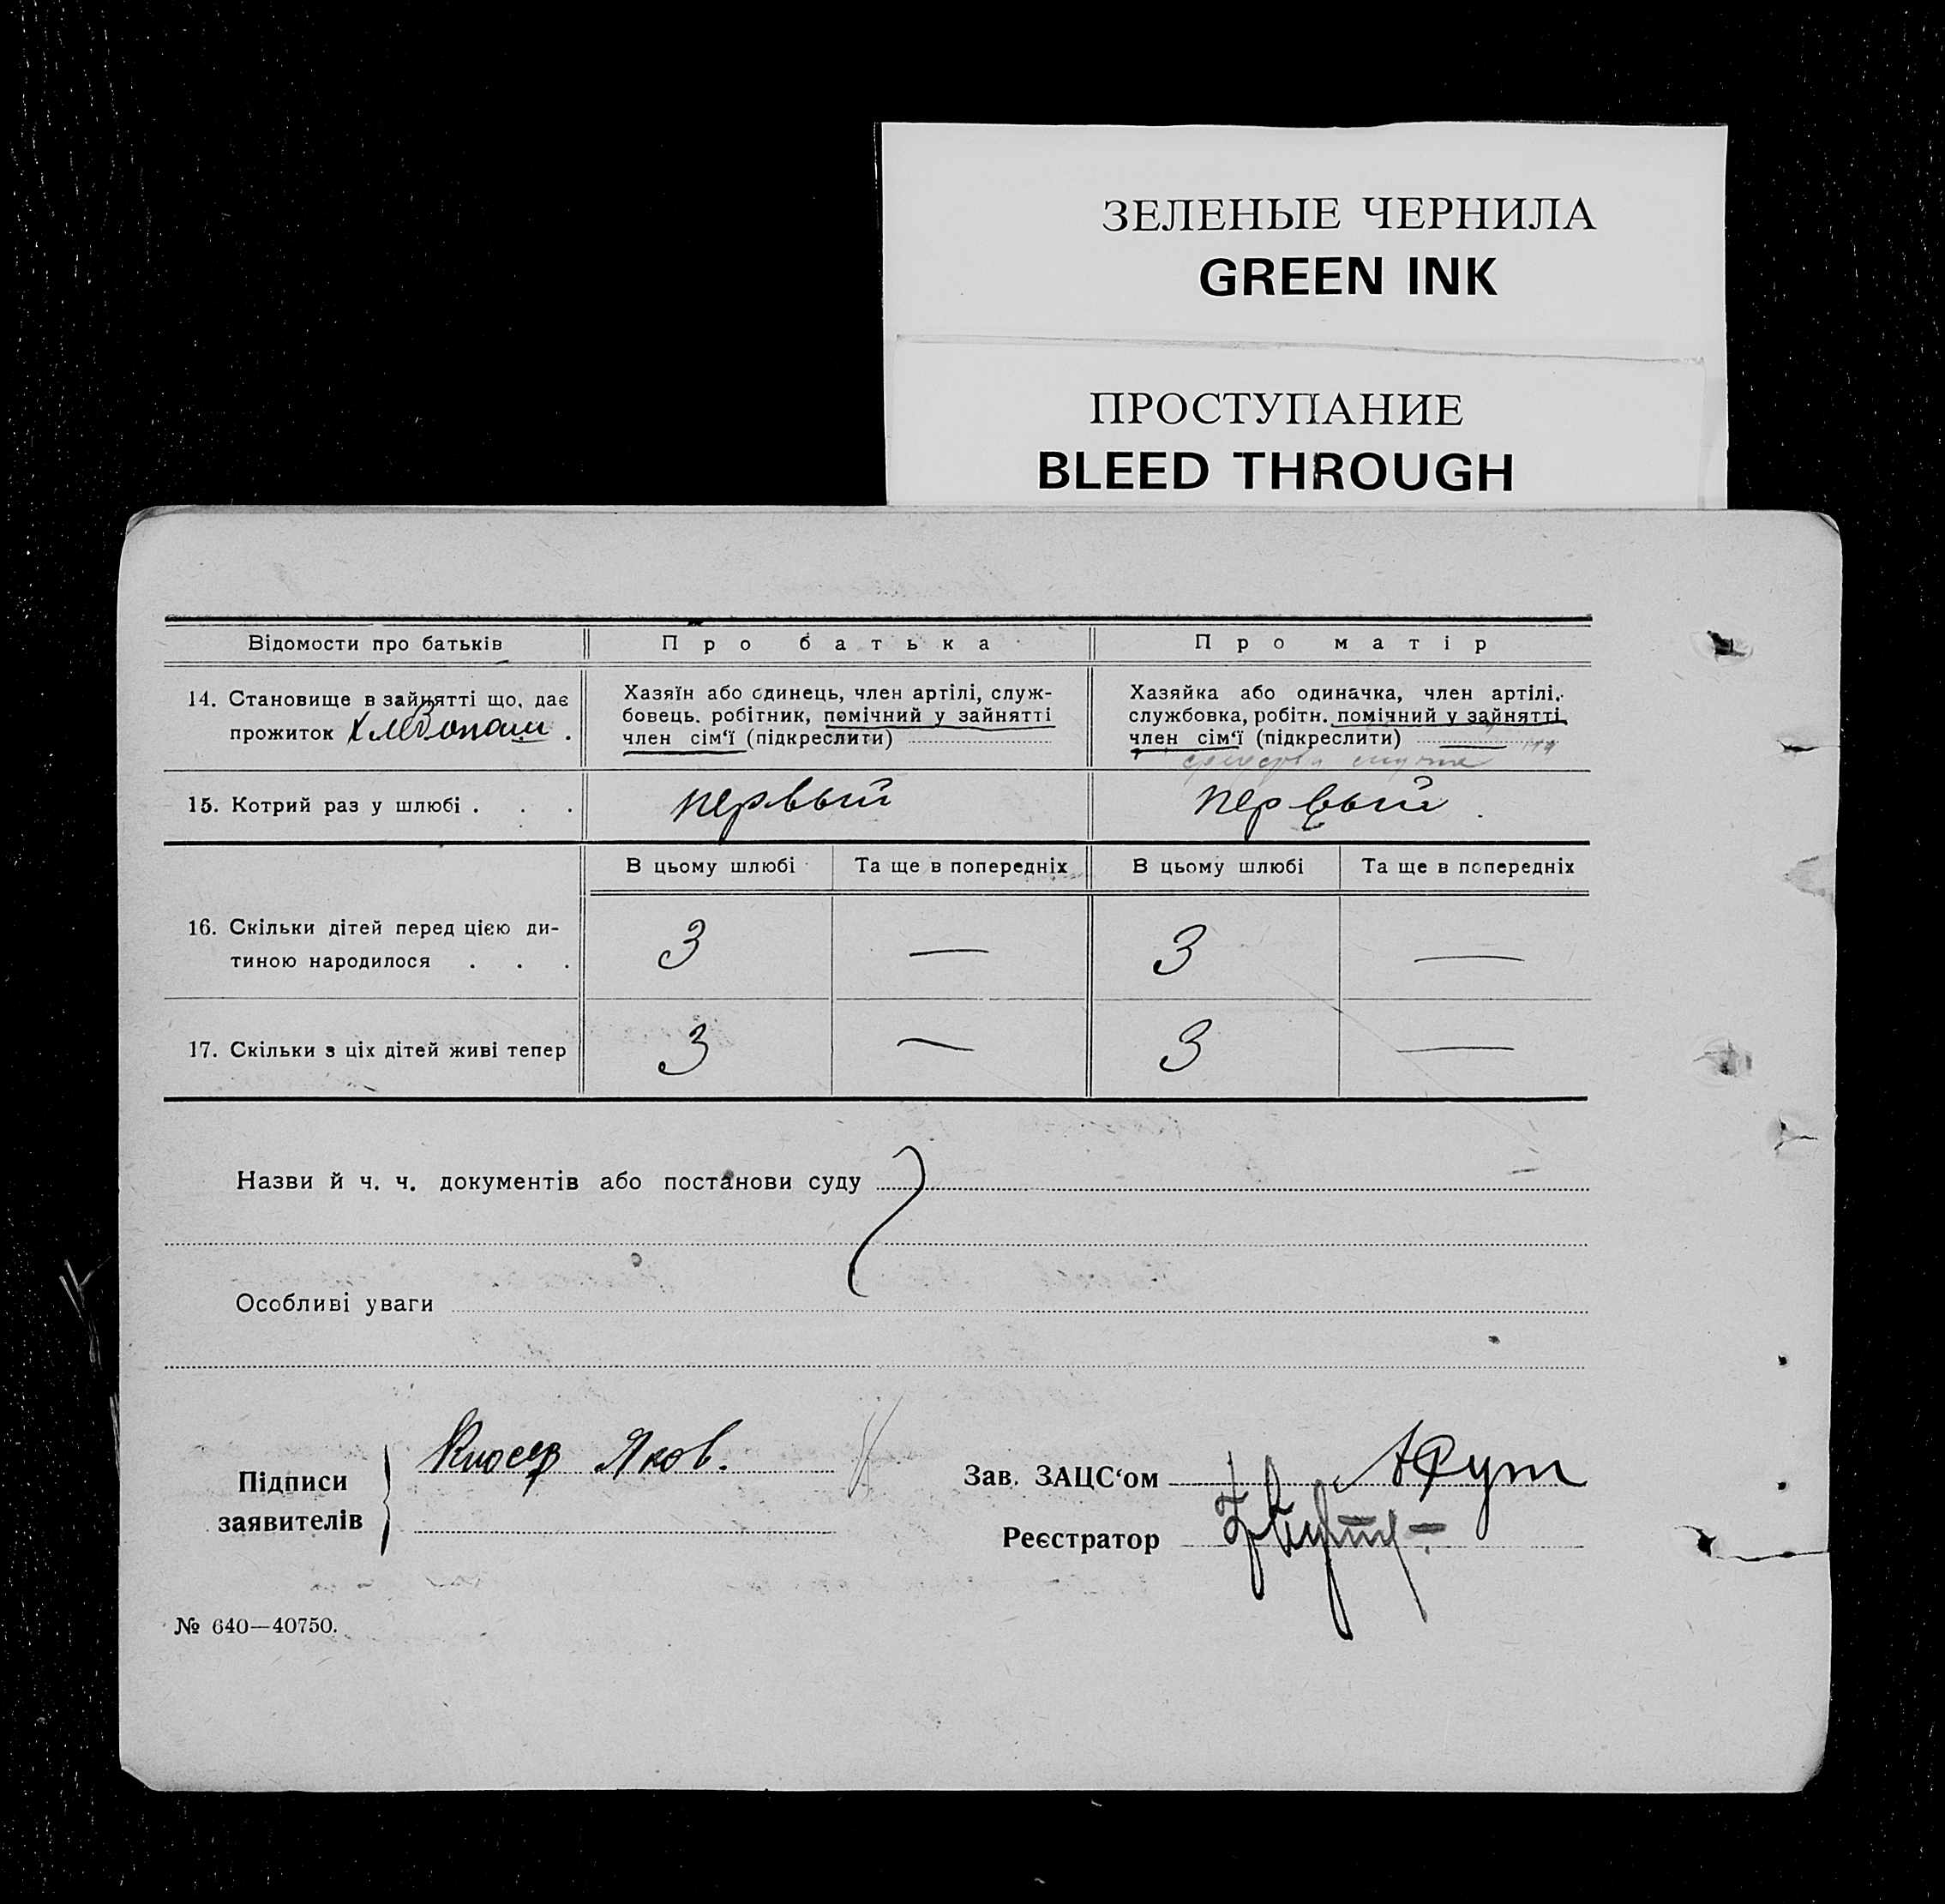 ЗЕЛЕНЫЕ ЧЕРНИЛА
GREEN INK
ПРОСТУПАНИЕ
BLEED THROUGH
Відомости про батьків
Про батька
Про матір
14. Становище в зайнятті що, дає
прожиток
Хазяїн або одинець, член артілі, служ-
бовець. робітник, помічний у зайнятті
член сім‘ї (підкреслити)
Хазяйка або одиначка, член артілі,
службовка, робітн. помічний у зайнятті
член сім‘ї (підкреслити) —
15. Котрий раз у шлюбі . . .
первый
первый
В цьому шлюбі
Та ще в попередніх
В цьому шлюбі
Та ще в попередніх
16. Скільки дітей перед цією ди-
тиною народилося . . .
3
—
3
—
17. Скільки з ціх дітей живі тепер
3
—
3
—
Назви й ч. ч. документів або постанови суду
Особливі уваги
Підписи
заявителів
Яков.
Зав. ЗАЦС‘ом
Реєстратор
№ 640—40750.